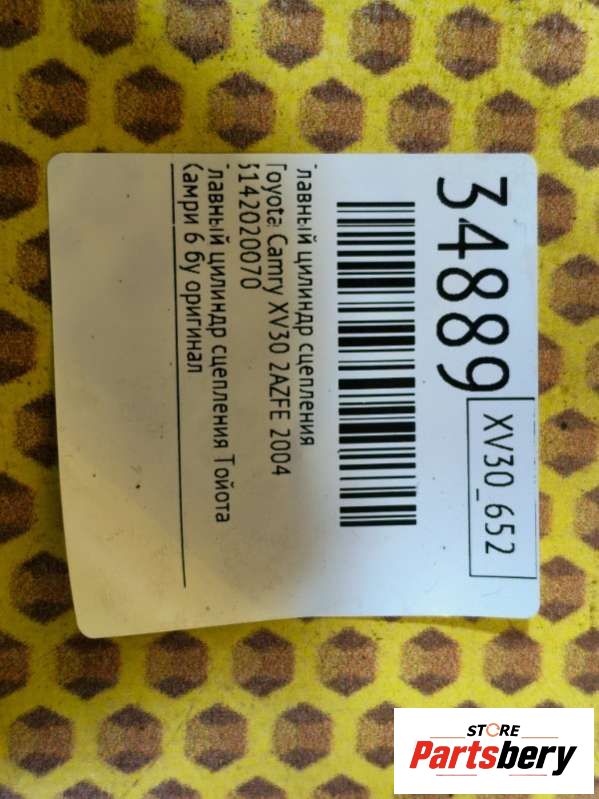 34889
XV30_652
лавный цилиндр сцепления
Toyota Camry XV30 2AZFE 2004
3142020070
лавный цилиндр сцепления Тойота
Камри 6 бу оригинал
STORE
Partsbery